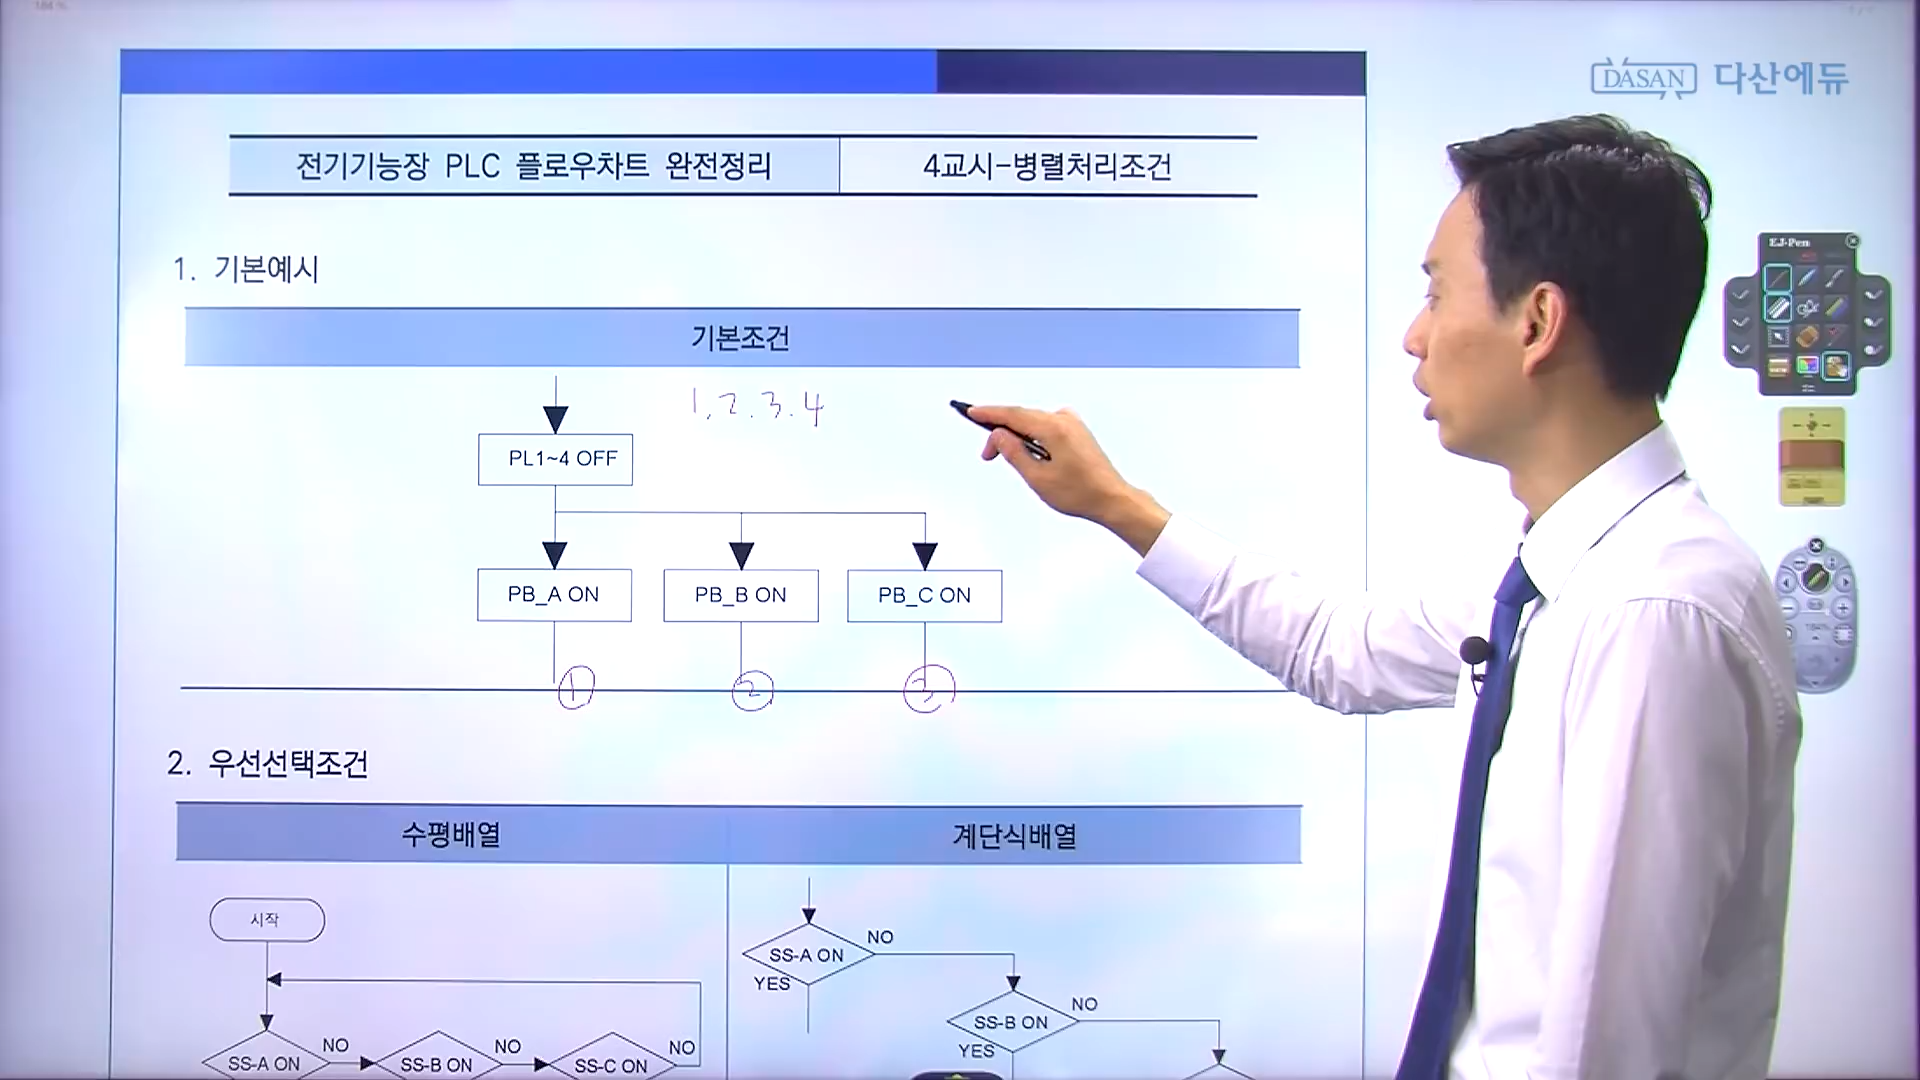 184 %
DASAN 다산에듀
전기기능장 PLC 플로우차트 완전정리
4교시-병렬처리조건
EJ-Pen
1. 기본예시
기본조건
1, 2. 3. 4
PL1~4 OFF
PB_A ON
PB_B ON
PB_C ON
184%
1
2
3
2. 우선선택조건
수평배열
계단식배열
시작
SS-A ON
NO
YES
SS-B ON
NO
YES
SS-A ON
NO
SS-B ON
NO
SS-C ON
NO